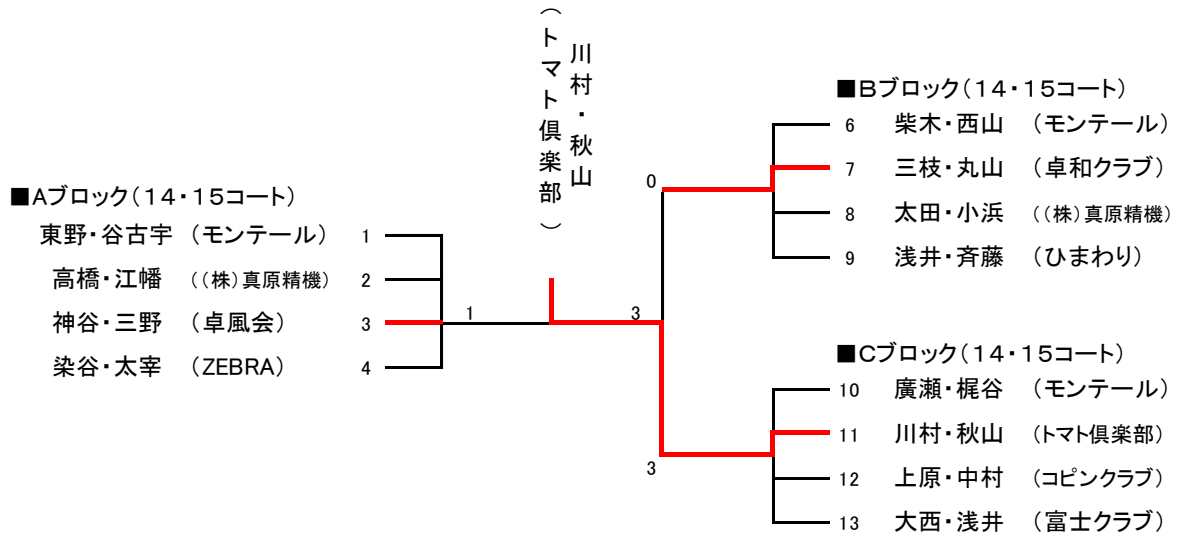 （トマト倶楽部）
川村・秋山
■Aブロック（14・15コート）
東野・谷古宇 （モンテール） 1
高橋・江幡 （(株)真原精機） 2
神谷・三野 （卓風会） 3
染谷・太宰 （ZEBRA） 4
1
3
0
3
■Bブロック（14・15コート）
6 柴木・西山 （モンテール）
7 三枝・丸山 （卓和クラブ）
8 太田・小浜 （(株)真原精機）
9 浅井・斉藤 （ひまわり）
■Cブロック（14・15コート）
10 廣瀬・梶谷 （モンテール）
11 川村・秋山 （トマト倶楽部）
12 上原・中村 （コピンクラブ）
13 大西・浅井 （富士クラブ）